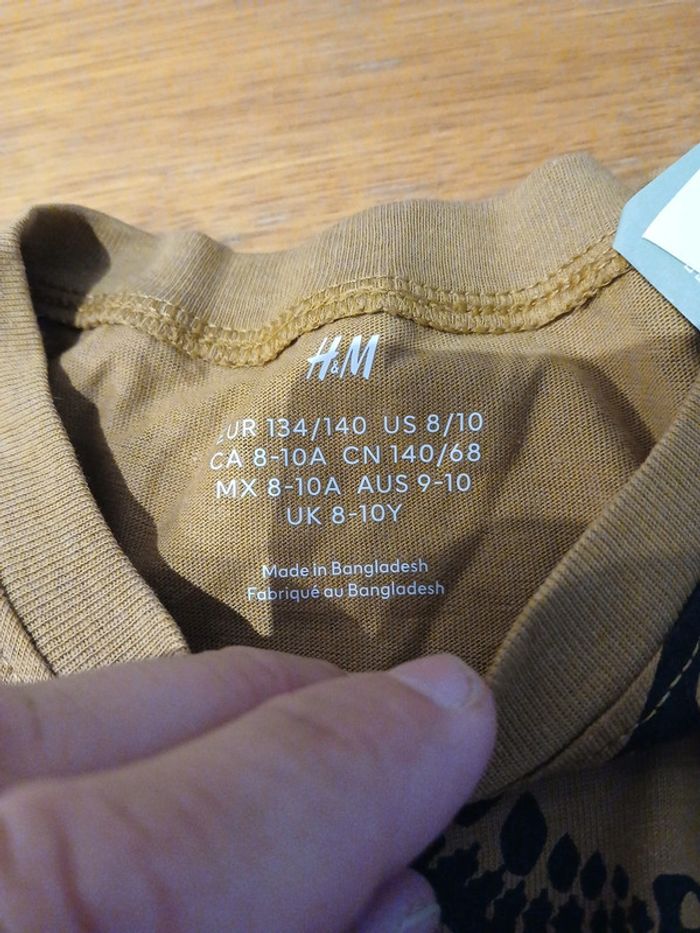 H&M
EUR 134/140 US 8/10
CA 8-10A CN 140/68
MX 8-10A AUS 9-10
UK 8-10Y
Made in Bangladesh
Fabriqué au Bangladesh